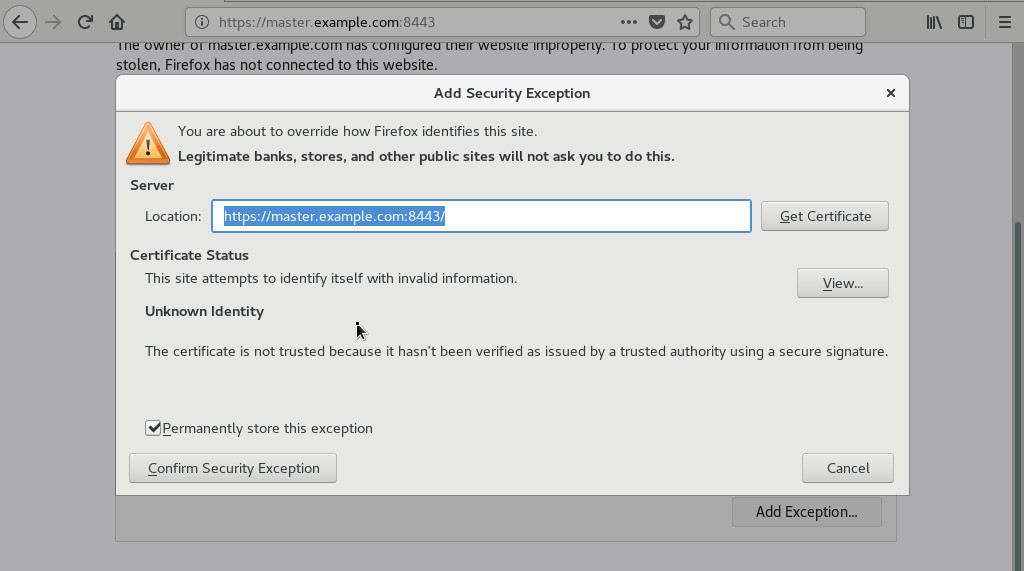 https://master.example.com:8443
Search
The owner of master.example.com has configured their website improperly. To protect your information from being
stolen, Firefox has not connected to this website.
Add Security Exception
You are about to override how Firefox identifies this site.
Legitimate banks, stores, and other public sites will not ask you to do this.
Server
Location: https://master.example.com:8443/ Get Certificate
Certificate Status
This site attempts to identify itself with invalid information.
View...
Unknown Identity
The certificate is not trusted because it hasn't been verified as issued by a trusted authority using a secure signature.
Permanently store this exception
Confirm Security Exception Cancel
Add Exception...